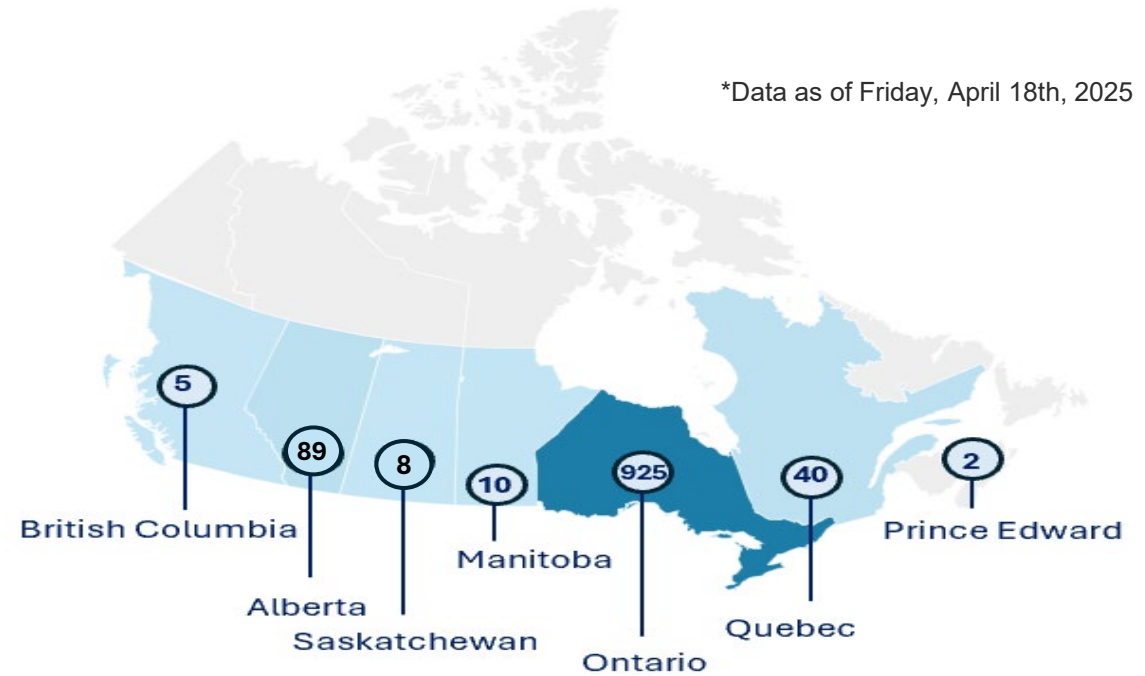 *Data as of Friday, April 18th, 2025
5
89
8
10
925
40
2
British Columbia
Prince Edward
Manitoba
Alberta
Quebec
Saskatchewan
Ontario